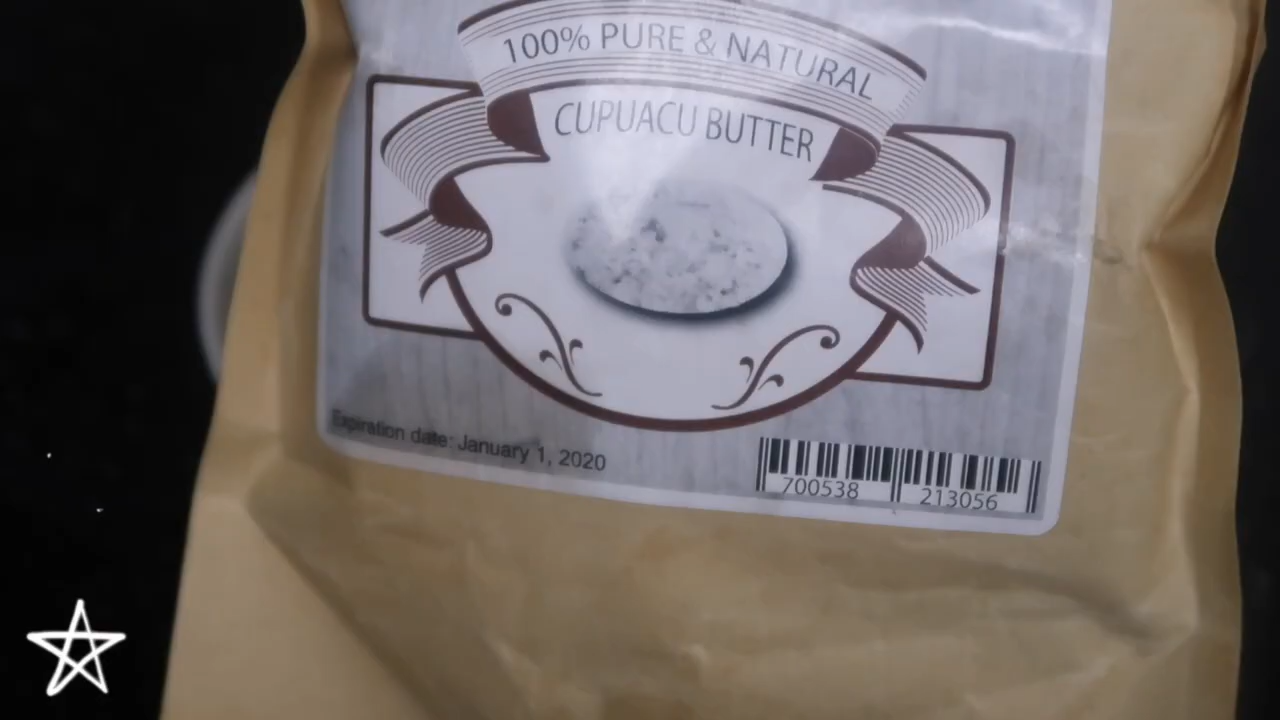 100% PURE & NATURAL
CUPUACU BUTTER
Expiration date: January 1, 2020
700538 213056